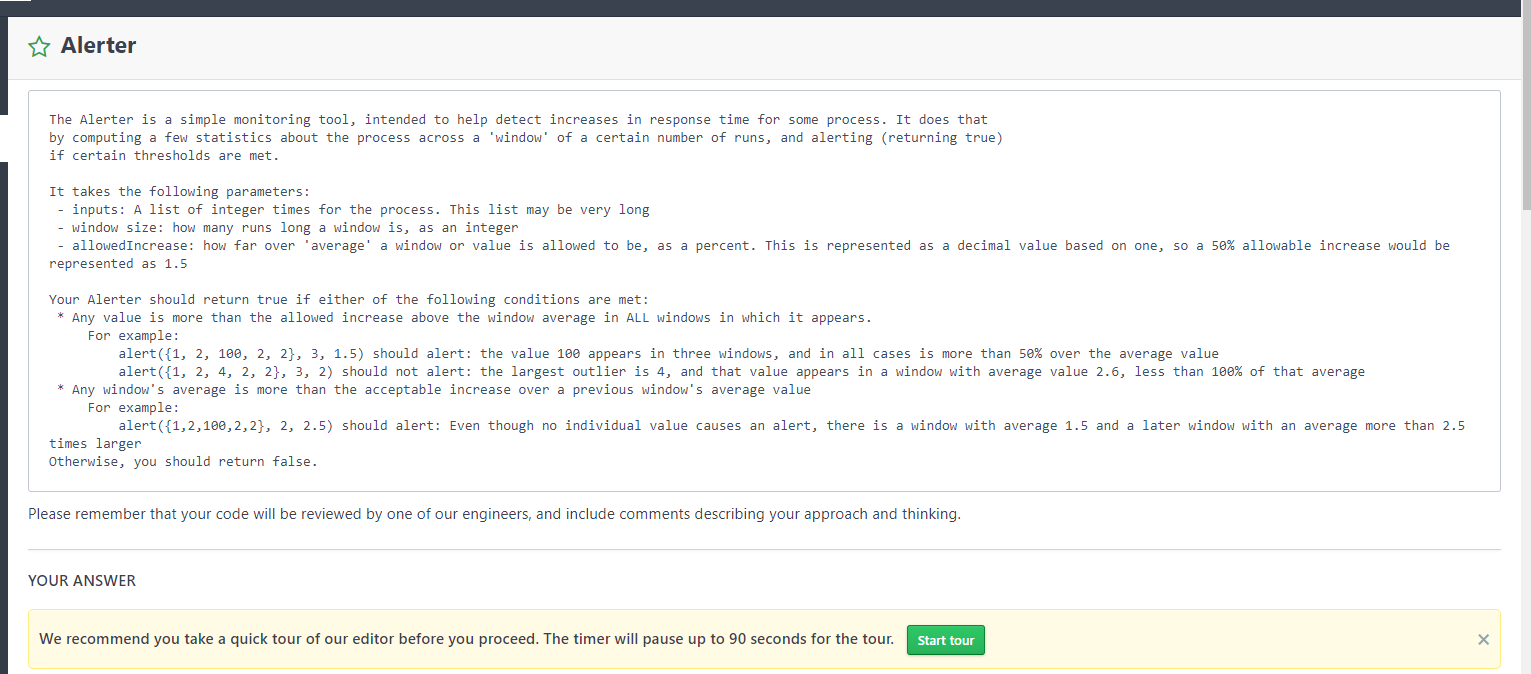 Alerter
The Alerter is a simple monitoring tool, intended to help detect increases in response time for some process. It does that
by computing a few statistics about the process across a 'window' of a certain number of runs, and alerting (returning true)
if certain thresholds are met.
It takes the following parameters:
- inputs: A list of integer times for the process. This list may be very long
- window size: how many runs long a window is, as an integer
- allowedIncrease: how far over 'average' a window or value is allowed to be, as a percent. This is represented as a decimal value based on one, so a 50% allowable increase would be
represented as 1.5
Your Alerter should return true if either of the following conditions are met:
* Any value is more than the allowed increase above the window average in ALL windows in which it appears.
For example:
alert({1, 2, 100, 2, 2}, 3, 1.5) should alert: the value 100 appears in three windows, and in all cases is more than 50% over the average value
alert({1, 2, 4, 2, 2}, 3, 2) should not alert: the largest outlier is 4, and that value appears in a window with average value 2.6, less than 100% of that average
* Any window's average is more than the acceptable increase over a previous window's average value
For example:
alert({1,2,100,2,2}, 2, 2.5) should alert: Even though no individual value causes an alert, there is a window with average 1.5 and a later window with an average more than 2.5
times larger
Otherwise, you should return false.
Please remember that your code will be reviewed by one of our engineers, and include comments describing your approach and thinking.
YOUR ANSWER
We recommend you take a quick tour of our editor before you proceed. The timer will pause up to 90 seconds for the tour. Start tour